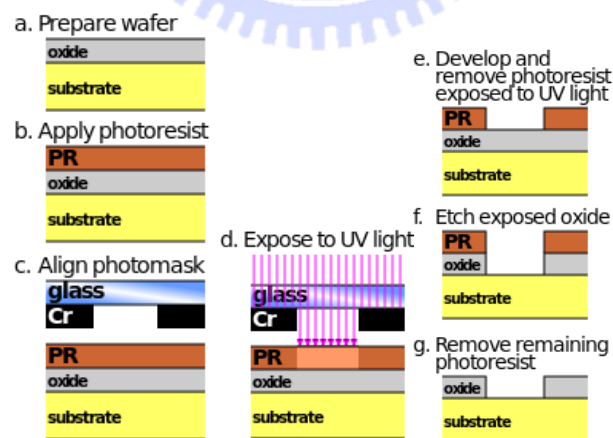 a. Prepare wafer
oxide
substrate
b. Apply photoresist
PR
oxide
substrate
c. Align photomask
glass
Cr
PR
oxide
substrate
d. Expose to UV light
glass
Cr
PR
oxide
substrate
e. Develop and
remove photoresist
exposed to UV light
PR
oxide
substrate
f. Etch exposed oxide
PR
oxide
substrate
g. Remove remaining
photoresist
oxide
substrate